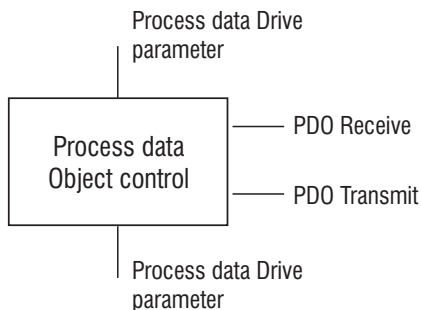 Process data Drive
parameter
PDO Receive
Process data
Object control
PDO Transmit
Process data Drive
parameter